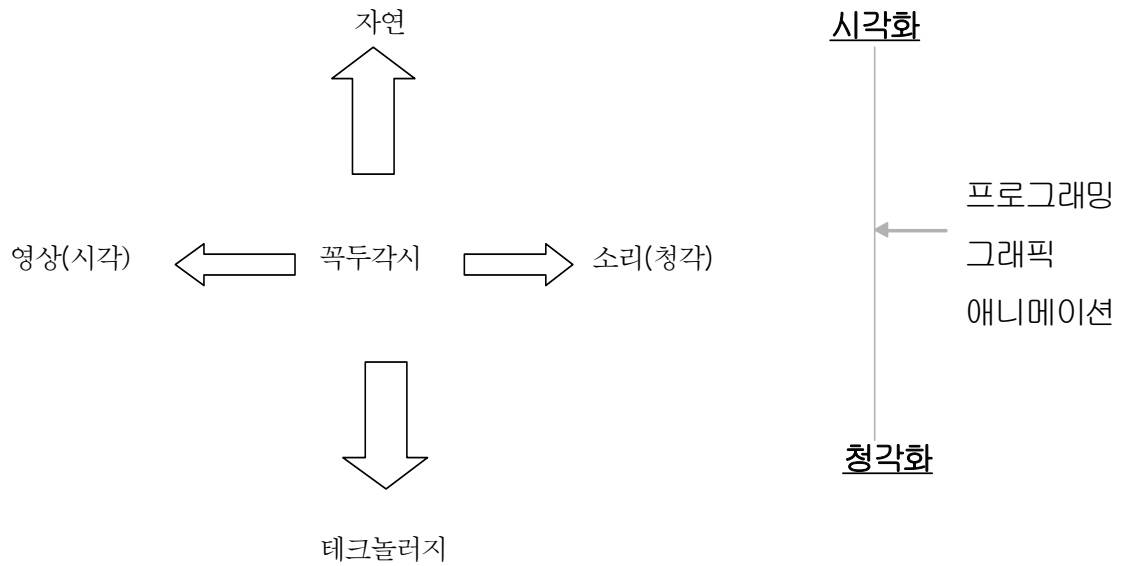 자연
영상(시각)
꼭두각시
소리(청각)
테크놀러지
시각화
프로그래밍
그래픽
애니메이션
청각화